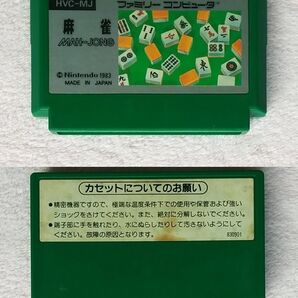 HVC-MJ
ファミリー コンピュータ
麻雀
MAH-JONG
© Nintendo 1983
MADE IN JAPAN
カセットについてのお願い
●精密機器ですので、極端な温度条件下での使用や保管および強い
ショックをさけてください。また、絶対に分解しないでください。
●端子部に手を触れたり、水にぬらしたりして汚さないようにして
ください。故障の原因となります。
830901